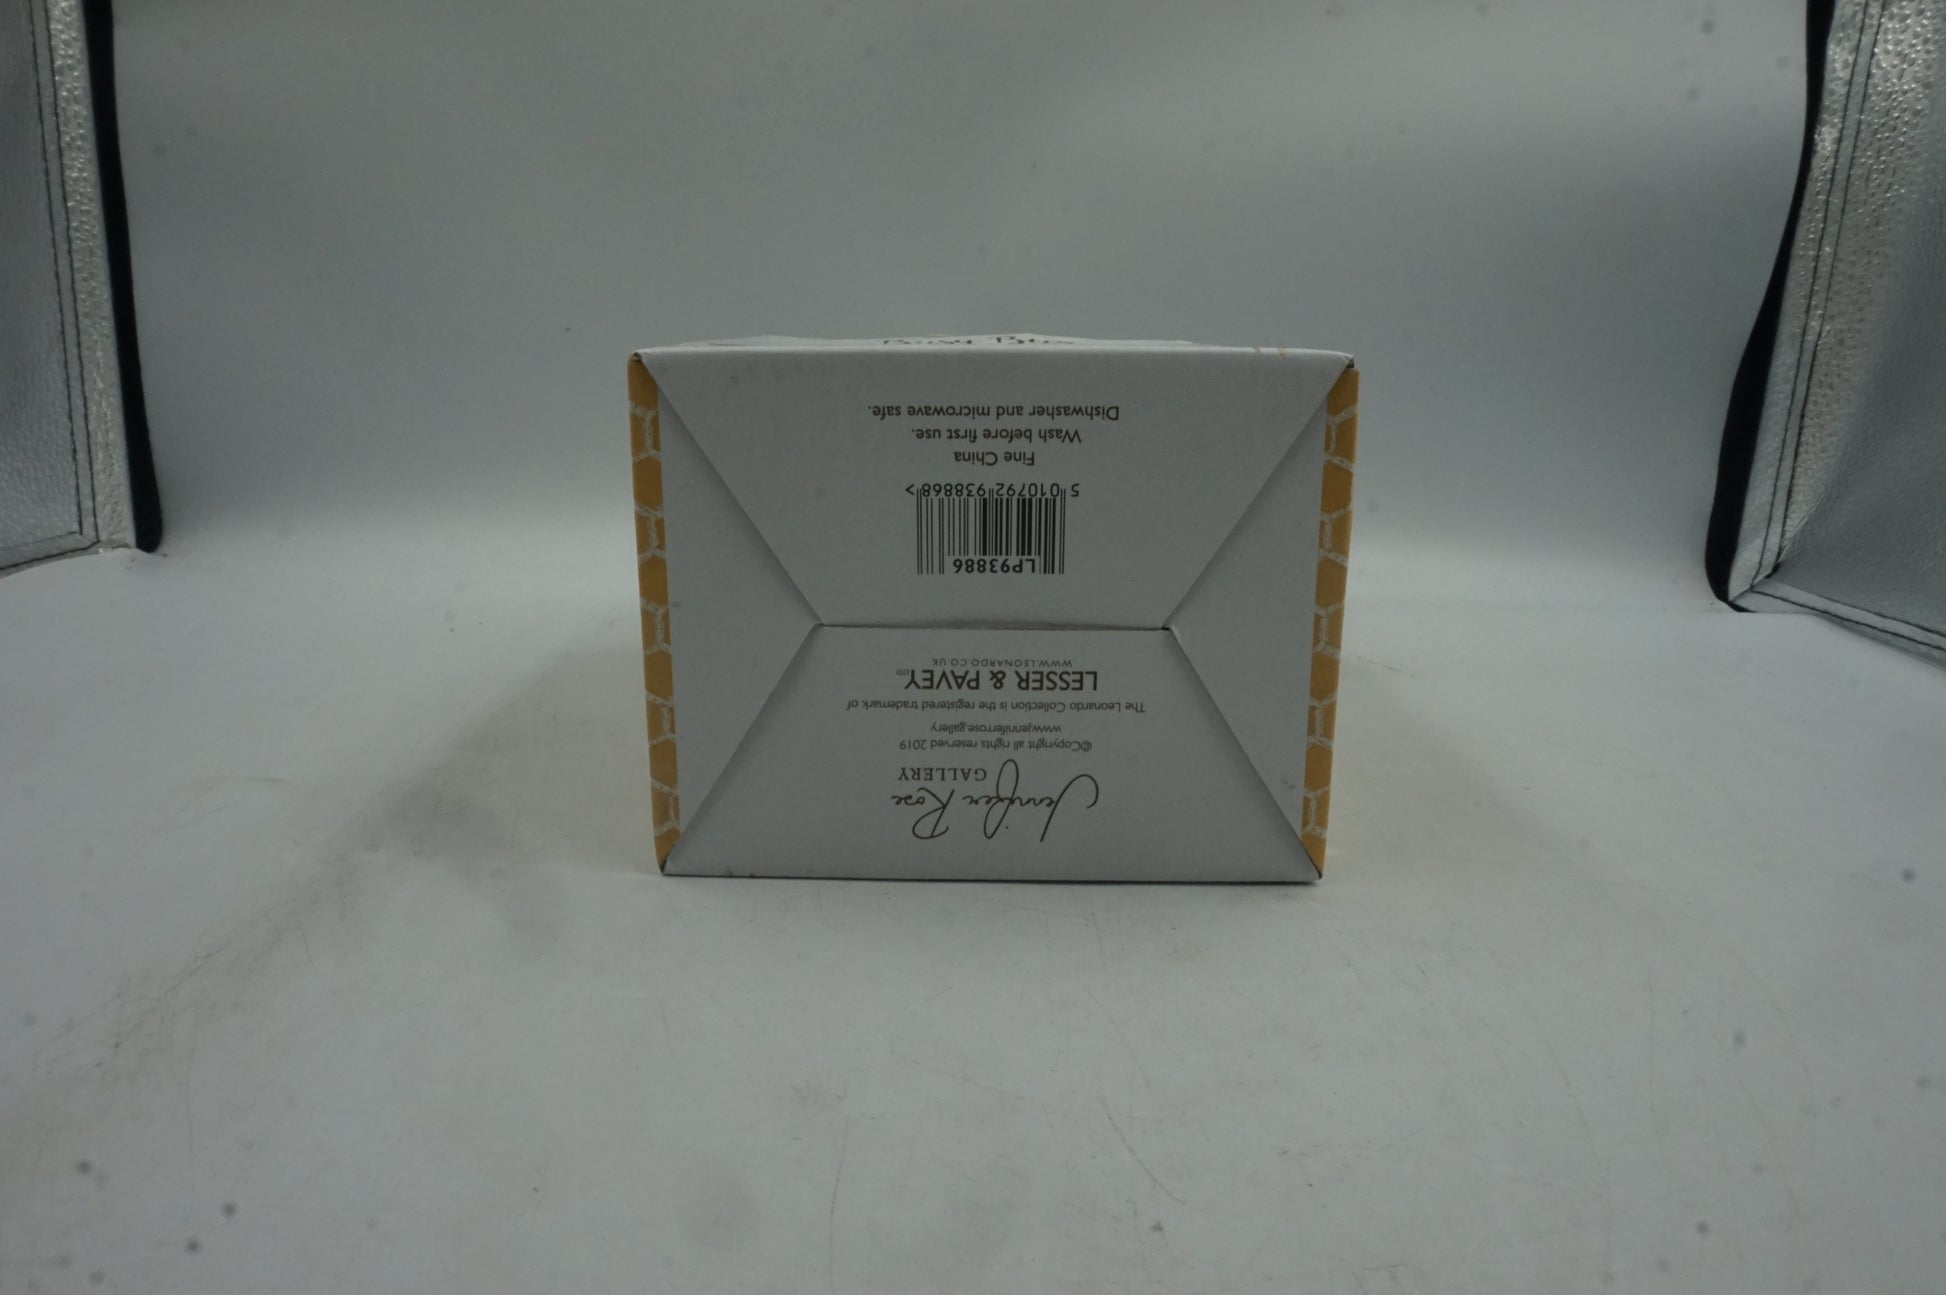 Jennifer Rose
GALLERY
©Copyright all rights reserved 2019
www.jenniferrose.gallery
The Leonardo Collection is the registered trademark of
LESSER & PAVEY LTD
WWW.LEONARDO.CO.UK
LP93886
5 010792 938868 >
Fine China
Wash before first use.
Dishwasher and microwave safe.
Busy Bees